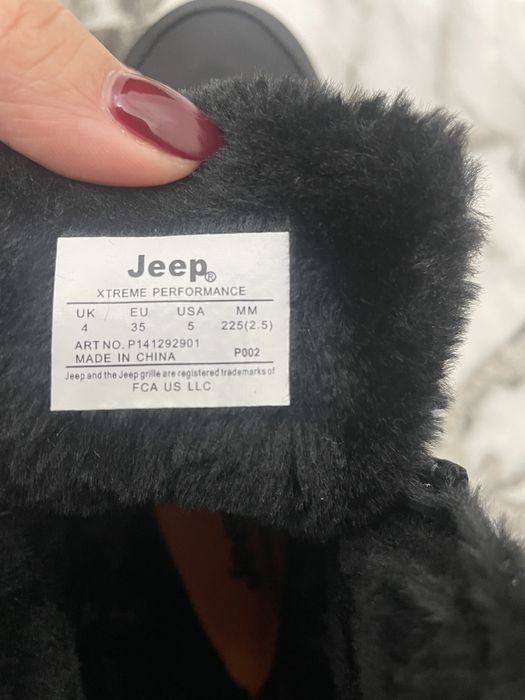 Jeep®
XTREME PERFORMANCE
UK EU USA MM
4 35 5 225(2.5)
ART NO. P141292901
MADE IN CHINA P002
Jeep and the Jeep grille are registered trademarks of
FCA US LLC